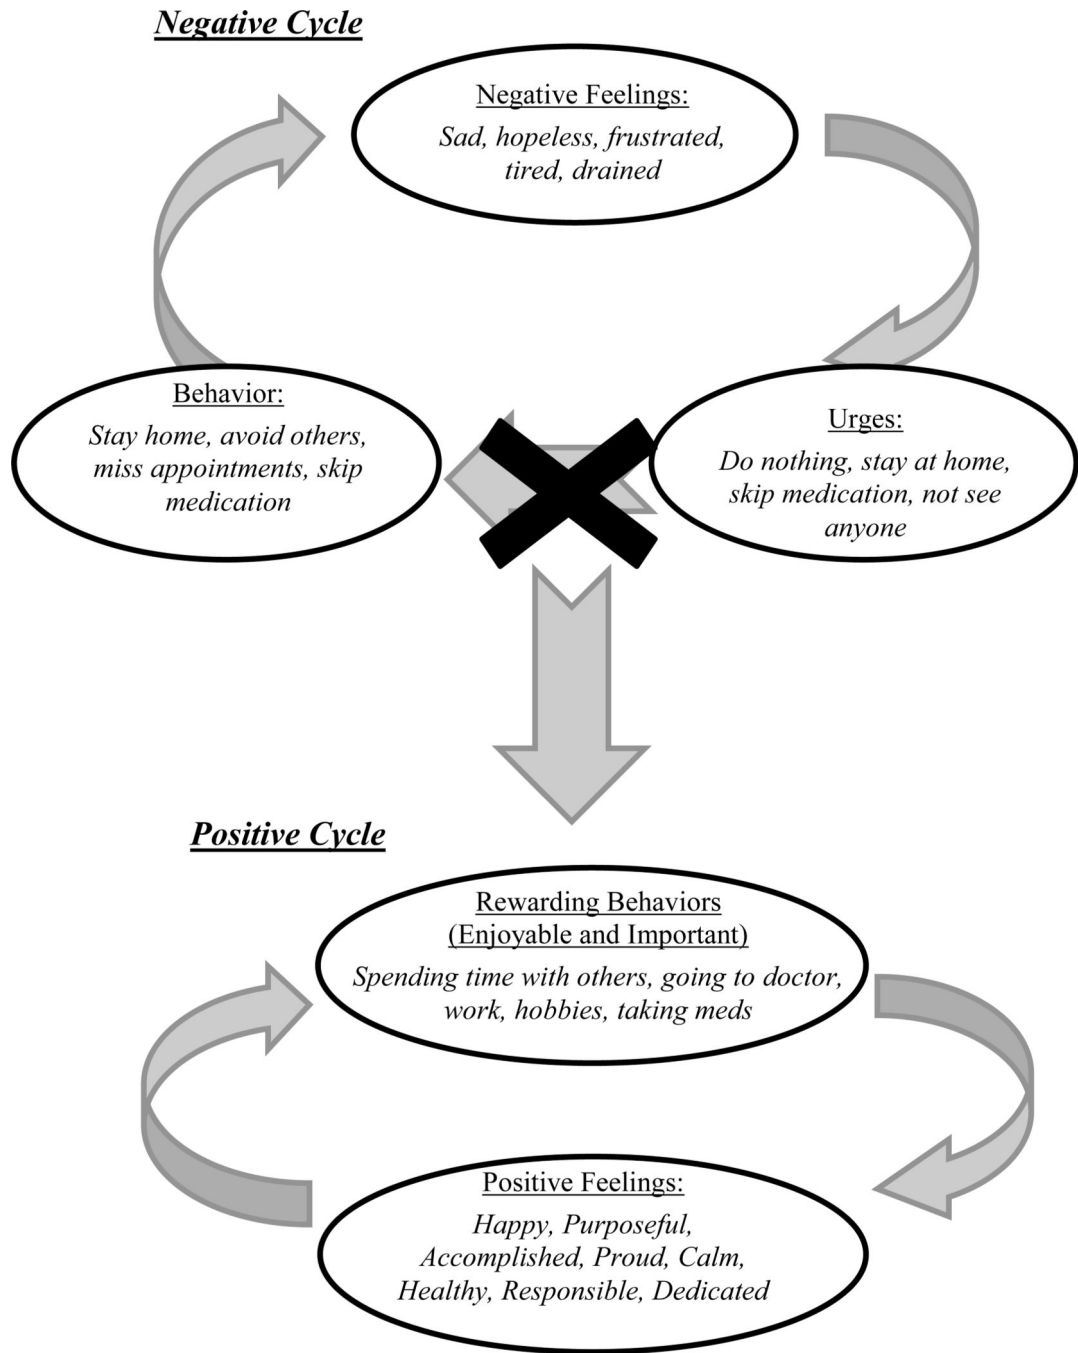 Negative Cycle
Negative Feelings:
Sad, hopeless, frustrated,
tired, drained
Behavior:
Stay home, avoid others,
miss appointments, skip
medication
Urges:
Do nothing, stay at home,
skip medication, not see
anyone
Positive Cycle
Rewarding Behaviors
(Enjoyable and Important)
Spending time with others, going to doctor,
work, hobbies, taking meds
Positive Feelings:
Happy, Purposeful,
Accomplished, Proud, Calm,
Healthy, Responsible, Dedicated